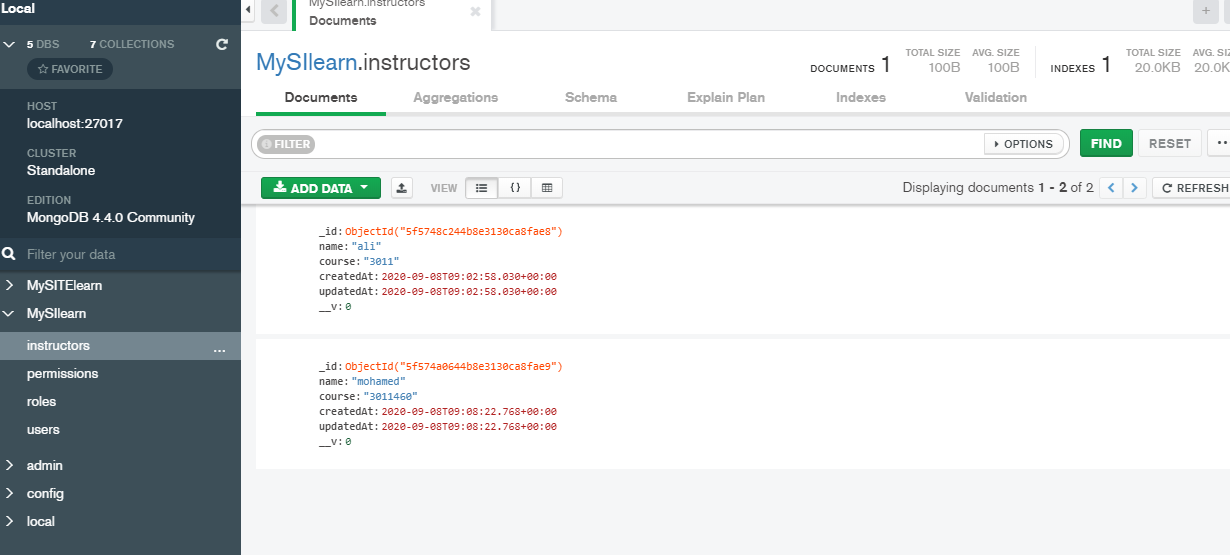 Local
5 DBS 7 COLLECTIONS
FAVORITE
HOST
localhost:27017
CLUSTER
Standalone
EDITION
MongoDB 4.4.0 Community
Filter your data
MySITElearn
MySIlearn
instructors ...
permissions
roles
users
admin
config
local
MySIlearn.instructors
Documents
MySIlearn.instructors
DOCUMENTS 1 TOTAL SIZE 100B AVG. SIZE 100B INDEXES 1 TOTAL SIZE 20.0KB AVG. SIZ 20.0K
Documents Aggregations Schema Explain Plan Indexes Validation
FILTER OPTIONS FIND RESET
ADD DATA VIEW {} Displaying documents 1 - 2 of 2 REFRESH
_id: ObjectId("5f5748c244b8e3130ca8fae8")
name: "ali"
course: "3011"
createdAt: 2020-09-08T09:02:58.030+00:00
updatedAt: 2020-09-08T09:02:58.030+00:00
__v: 0
_id: ObjectId("5f574a0644b8e3130ca8fae9")
name: "mohamed"
course: "3011460"
createdAt: 2020-09-08T09:08:22.768+00:00
updatedAt: 2020-09-08T09:08:22.768+00:00
__v: 0